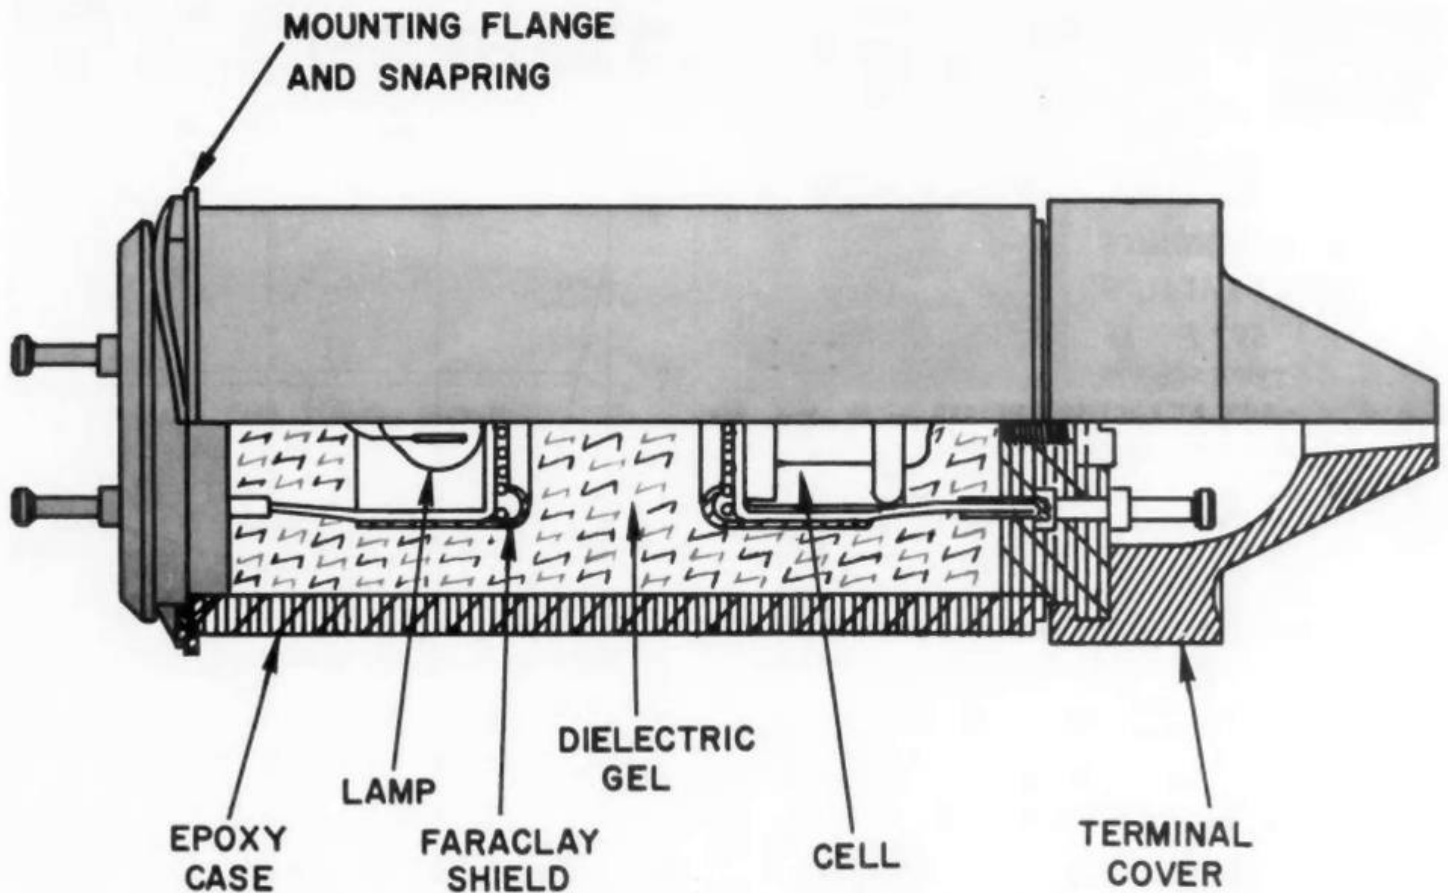 MOUNTING FLANGE
AND SNAPRING
DIELECTRIC
GEL
LAMP
EPOXY
CASE
FARACLAY
SHIELD
CELL
TERMINAL
COVER